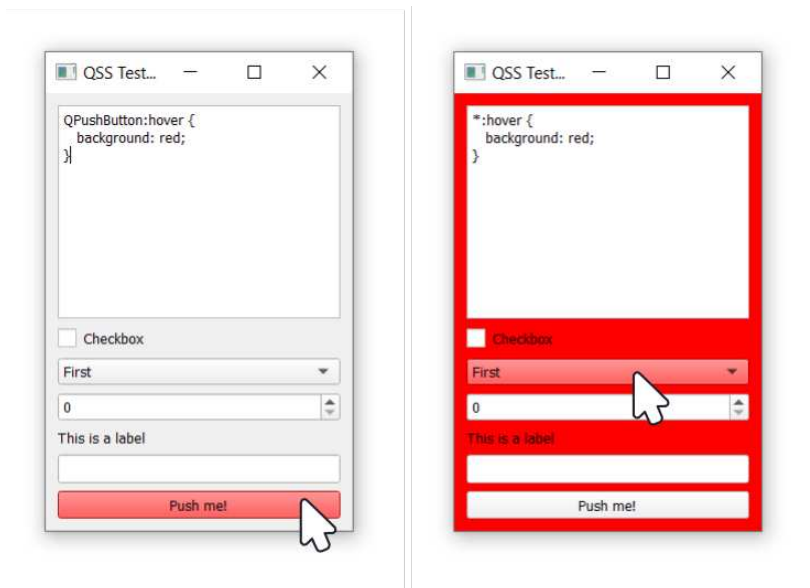 QSS Test...
QPushButton:hover {
  background: red;
}
Checkbox
First
0
This is a label
Push me!
QSS Test...
*:hover {
  background: red;
}
Checkbox
First
0
This is a label
Push me!